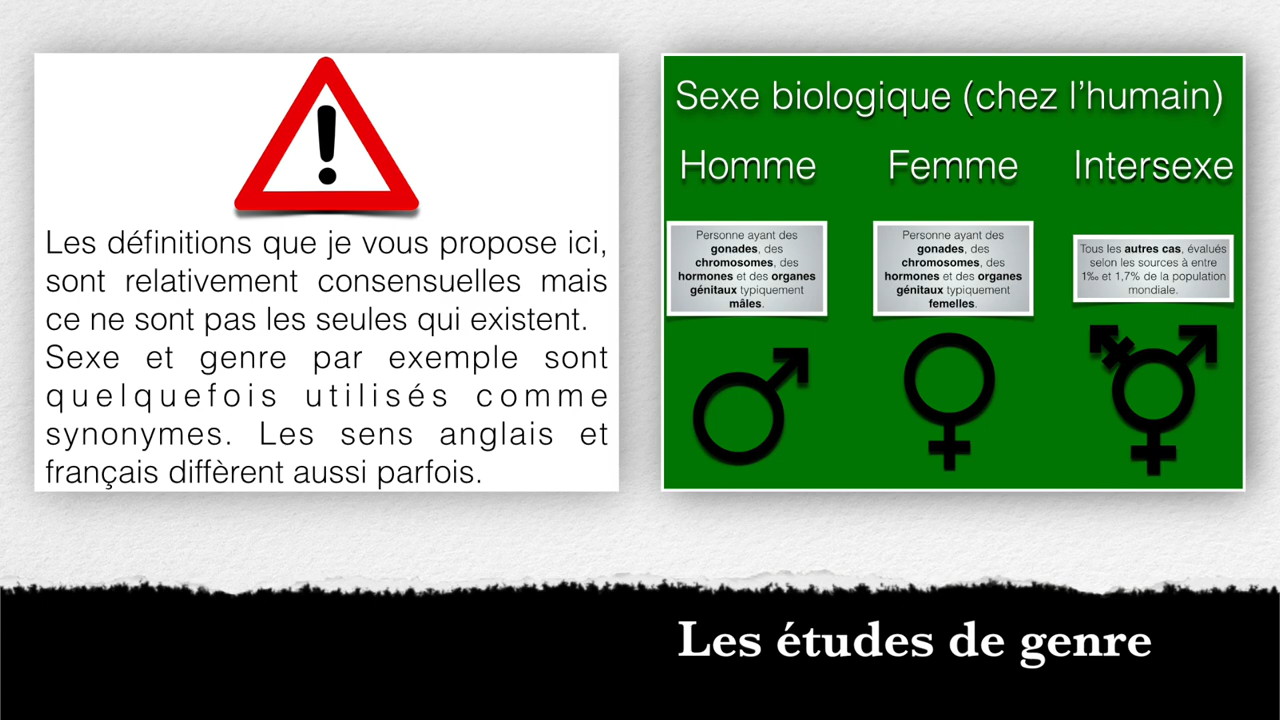 Les définitions que je vous propose ici,
sont relativement consensuelles mais
ce ne sont pas les seules qui existent.
Sexe et genre par exemple sont
quelquefois utilisés comme
synonymes. Les sens anglais et
français diffèrent aussi parfois.
Sexe biologique (chez l'humain)
Homme
Personne ayant des
gonades, des
chromosomes, des
hormones et des organes
génitaux typiquement
mâles.
Femme
Personne ayant des
gonades, des
chromosomes, des
hormones et des organes
génitaux typiquement
femelles.
Intersexe
Tous les autres cas, évalués
selon les sources à entre
1‰ et 1,7% de la population
mondiale.
Les études de genre